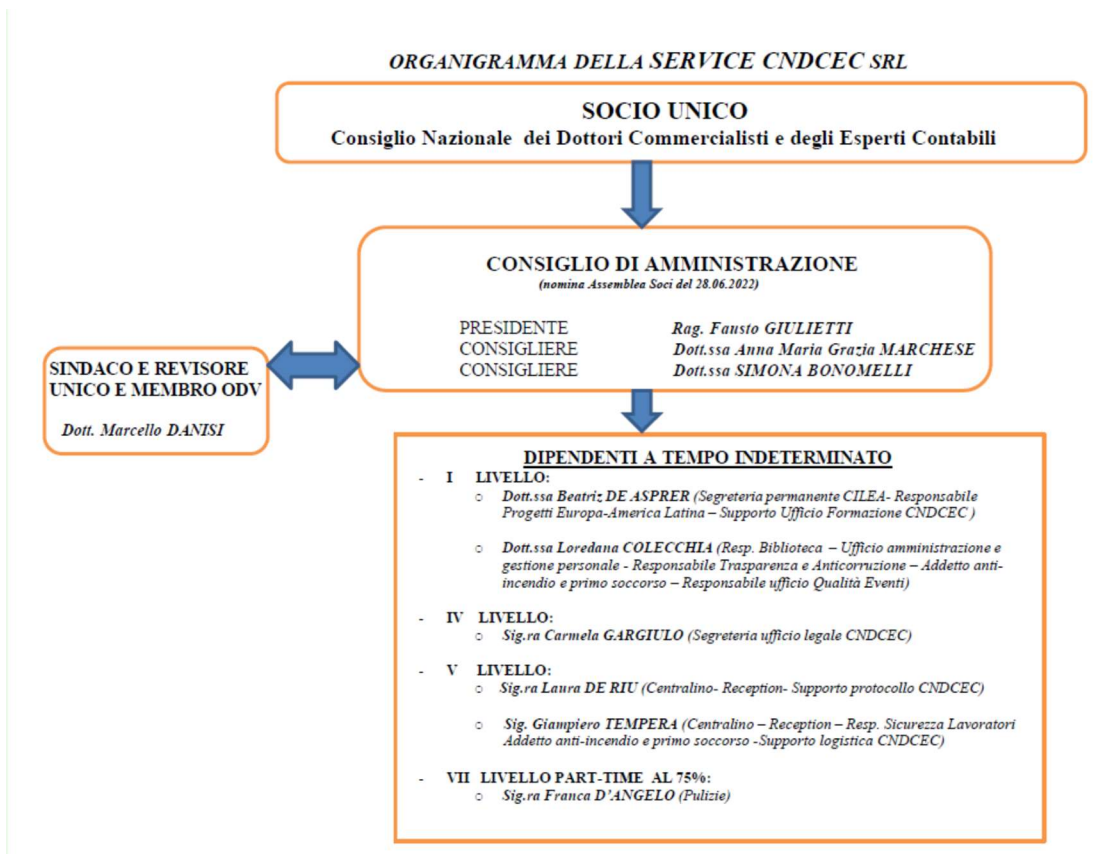 ORGANIGRAMMA DELLA SERVICE CNDCEC SRL
SOCIO UNICO
Consiglio Nazionale dei Dottori Commercialisti e degli Esperti Contabili
CONSIGLIO DI AMMINISTRAZIONE
(nomina Assemblea Soci del 28.06.2022)
PRESIDENTE Rag. Fausto GIULIETTI
CONSIGLIERE Dott.ssa Anna Maria Grazia MARCHESE
CONSIGLIERE Dott.ssa SIMONA BONOMELLI
SINDACO E REVISORE
UNICO E MEMBRO ODV
Dott. Marcello DANISI
DIPENDENTI A TEMPO INDETERMINATO
- I LIVELLO:
o Dott.ssa Beatriz DE ASPRER (Segreteria permanente CILEA- Responsabile
Progetti Europa-America Latina – Supporto Ufficio Formazione CNDCEC )
o Dott.ssa Loredana COLECCHIA (Resp. Biblioteca – Ufficio amministrazione e
gestione personale - Responsabile Trasparenza e Anticorruzione – Addetto anti-
incendio e primo soccorso – Responsabile ufficio Qualità Eventi)
- IV LIVELLO:
o Sig.ra Carmela GARGIULO (Segreteria ufficio legale CNDCEC)
- V LIVELLO:
o Sig.ra Laura DE RIU (Centralino- Reception- Supporto protocollo CNDCEC)
o Sig. Giampiero TEMPERA (Centralino – Reception – Resp. Sicurezza Lavoratori
Addetto anti-incendio e primo soccorso -Supporto logistica CNDCEC)
- VII LIVELLO PART-TIME AL 75%:
o Sig.ra Franca D'ANGELO (Pulizie)